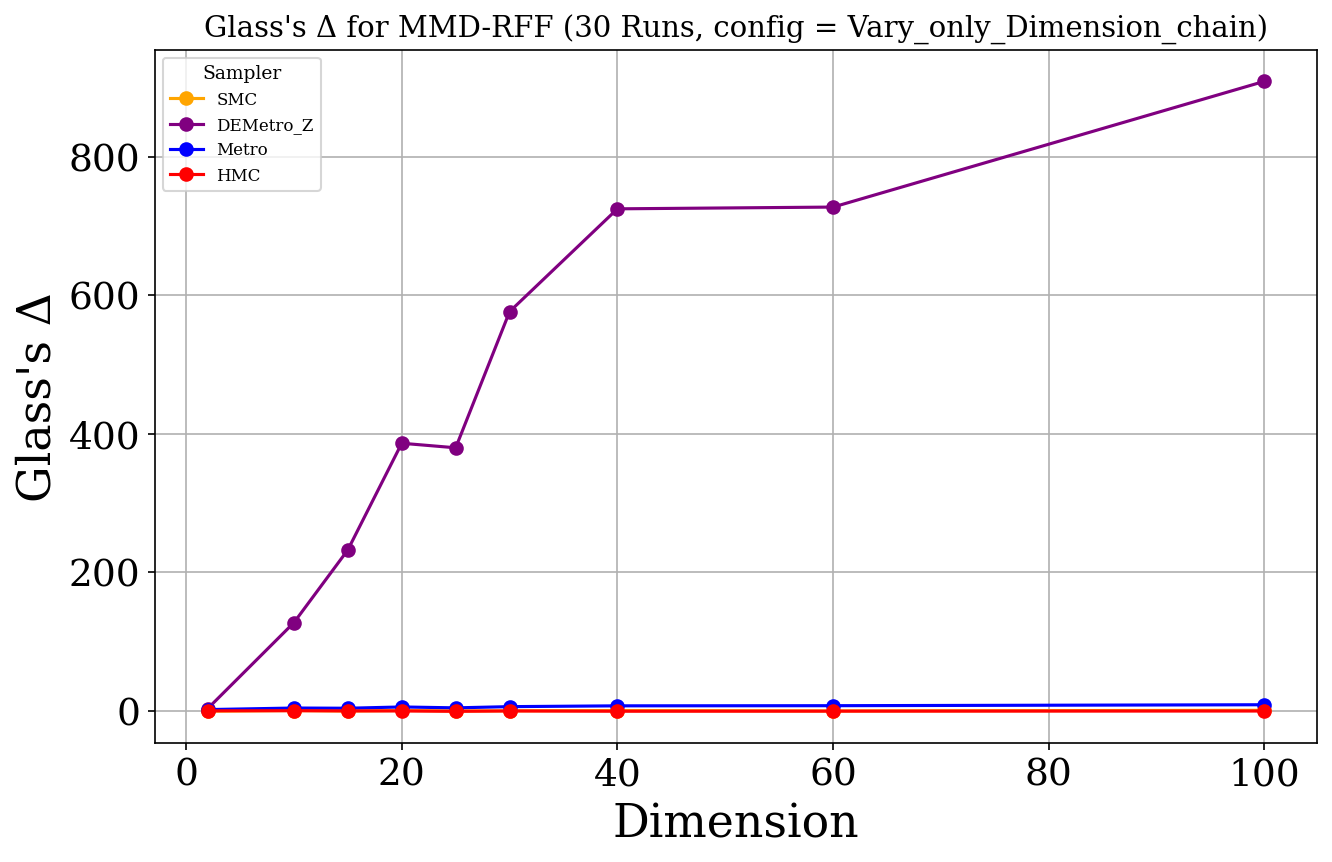 Glass's Δ for MMD-RFF (30 Runs, config = Vary_only_Dimension_chain)
Sampler
SMC
DEMetro_Z
Metro
HMC
Glass's Δ
800
600
400
200
0
0 20 40 60 80 100
Dimension